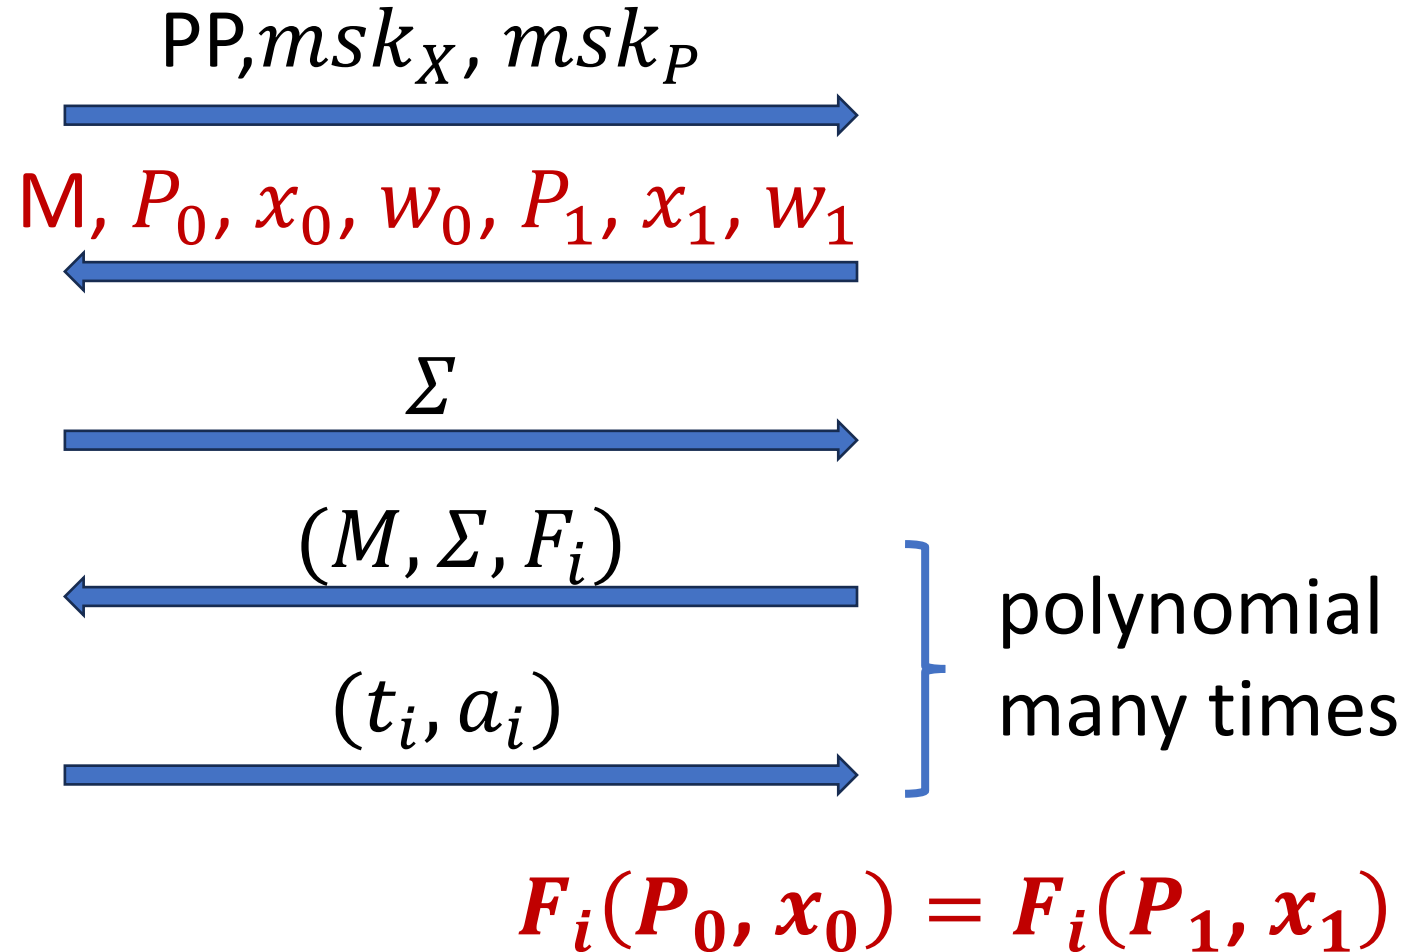 PP,msk_X, msk_P
M, P_0, x_0, w_0, P_1, x_1, w_1
Σ
(M, Σ, F_i)
(t_i, a_i)
polynomial
many times
F_i(P_0, x_0) = F_i(P_1, x_1)